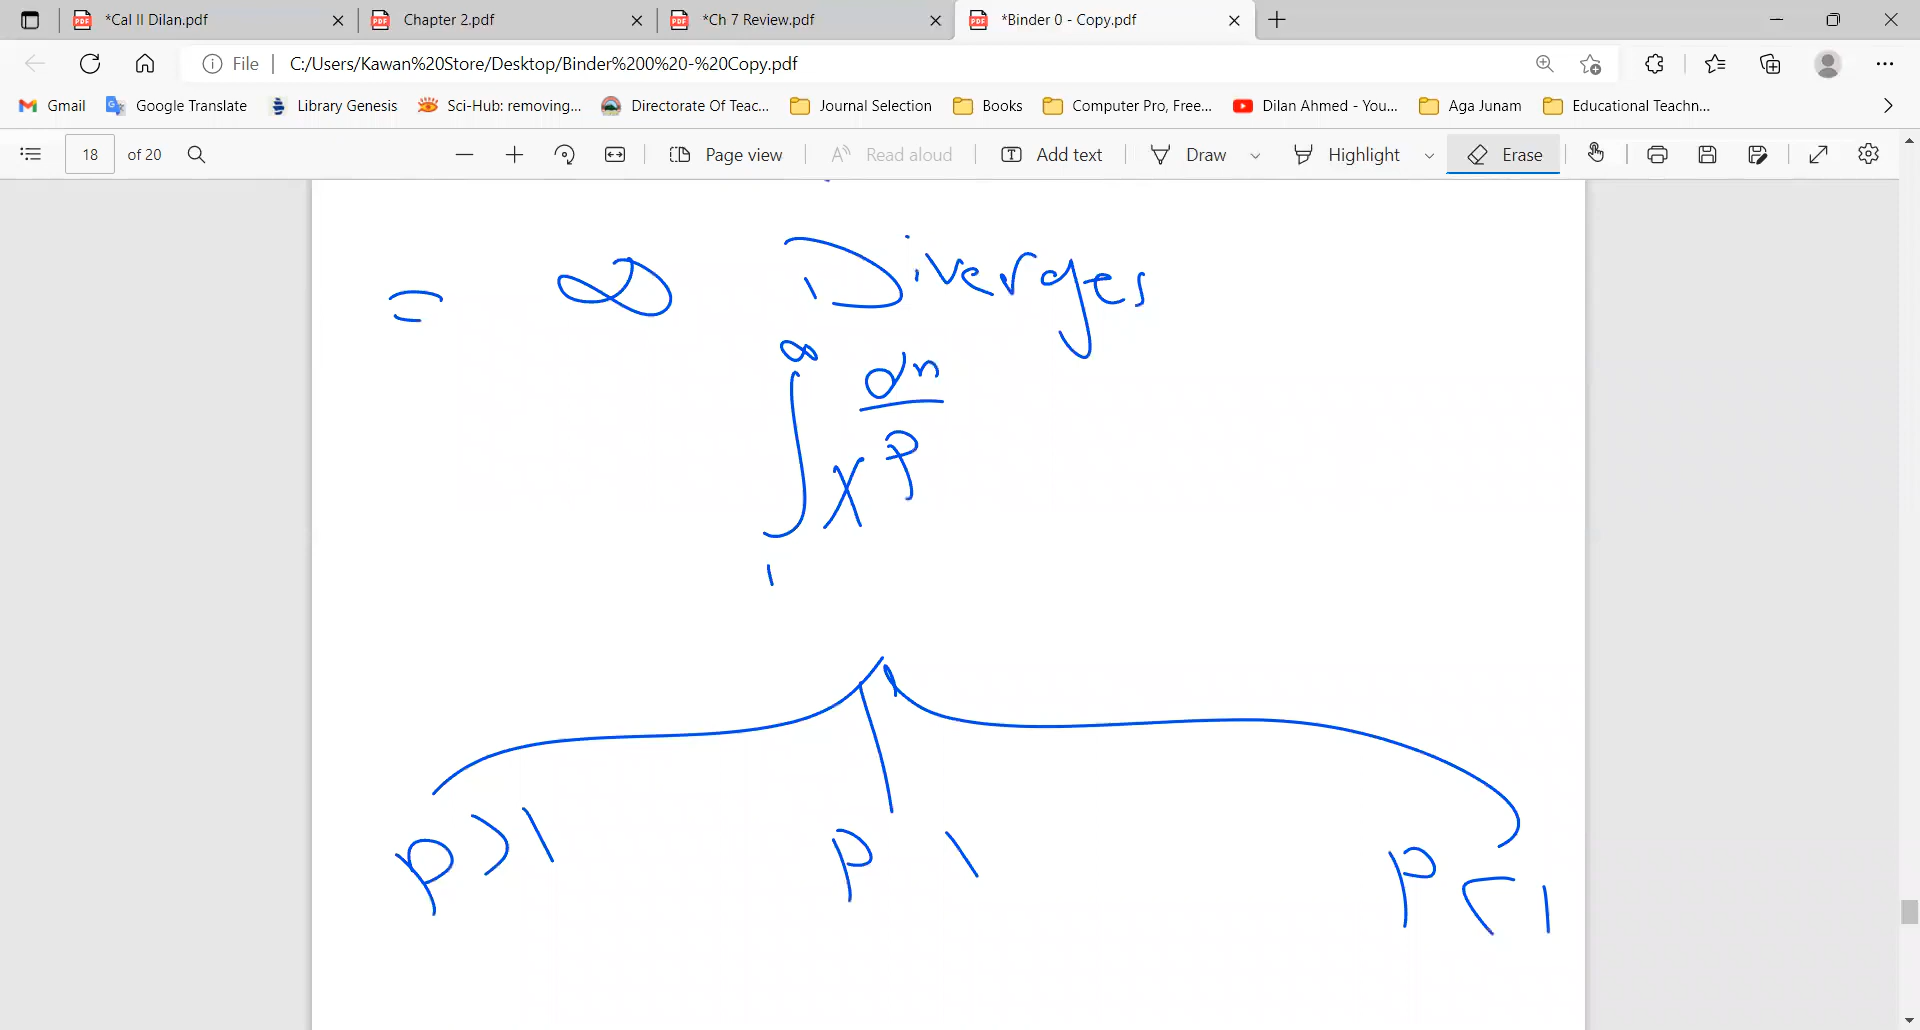 *Cal II Dilan.pdf Chapter 2.pdf *Ch 7 Review.pdf *Binder 0 - Copy.pdf
File C:/Users/Kawan%20Store/Desktop/Binder%200%20-%20Copy.pdf
Gmail Google Translate Library Genesis Sci-Hub: removing... Directorate Of Teac... Journal Selection Books Computer Pro, Free... Dilan Ahmed - You... Aga Junam Educational Teachn...
18 of 20 Page view Read aloud Add text Draw Highlight Erase
= ∞ Diverges
∞
∫ dx
x^p
1
p > 1 p 1 p < 1